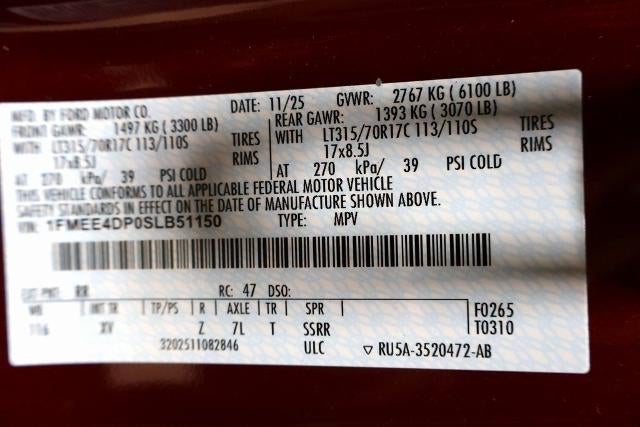 MFD. BY FORD MOTOR CO. DATE: 11/25 GVWR: 2767 KG ( 6100 LB)
FRONT GAWR: 1497 KG ( 3300 LB) REAR GAWR: 1393 KG ( 3070 LB)
WITH LT315/70R17C 113/110S TIRES WITH LT315/70R17C 113/110S TIRES
17x8.5J RIMS 17x8.5J RIMS
AT 270 kPa/ 39 PSI COLD AT 270 kPa/ 39 PSI COLD
THIS VEHICLE CONFORMS TO ALL APPLICABLE FEDERAL MOTOR VEHICLE
SAFETY STANDARDS IN EFFECT ON THE DATE OF MANUFACTURE SHOWN ABOVE.
VIN: 1FMEE4DP0SLB51150 TYPE: MPV
EXT PNT: RR RC: 47 DSO:
WB INT TR TP/PS R AXLE TR SPR F0265
116 XV Z 7L T SSRR T0310
3202511082846 ULC ▽ RU5A-3520472-AB